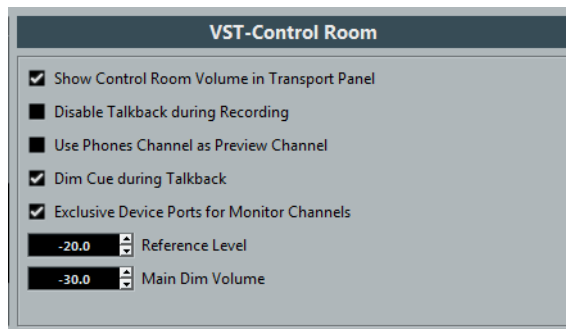 VST-Control Room
Show Control Room Volume in Transport Panel
Disable Talkback during Recording
Use Phones Channel as Preview Channel
Dim Cue during Talkback
Exclusive Device Ports for Monitor Channels
-20.0 Reference Level
-30.0 Main Dim Volume